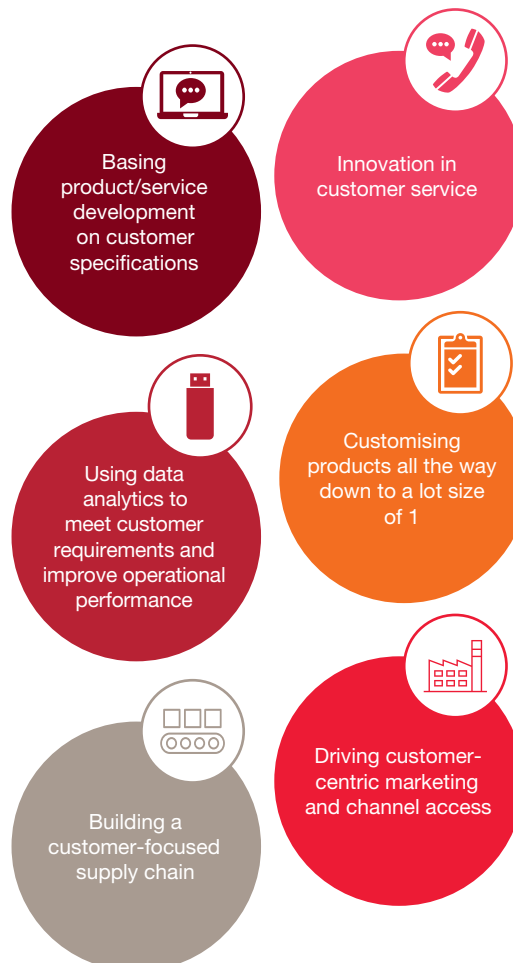 Basing
product/service
development
on customer
specifications
Innovation in
customer service
Using data
analytics to
meet customer
requirements and
improve operational
performance
Customising
products all the way
down to a lot size
of 1
Building a
customer-focused
supply chain
Driving customer-
centric marketing
and channel access